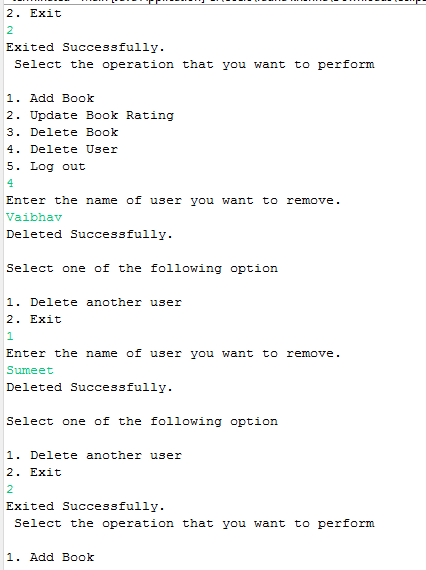 2. Exit
2
Exited Successfully.
Select the operation that you want to perform
1. Add Book
2. Update Book Rating
3. Delete Book
4. Delete User
5. Log out
4
Enter the name of user you want to remove.
Vaibhav
Deleted Successfully.
Select one of the following option
1. Delete another user
2. Exit
1
Enter the name of user you want to remove.
Sumeet
Deleted Successfully.
Select one of the following option
1. Delete another user
2. Exit
2
Exited Successfully.
Select the operation that you want to perform
1. Add Book